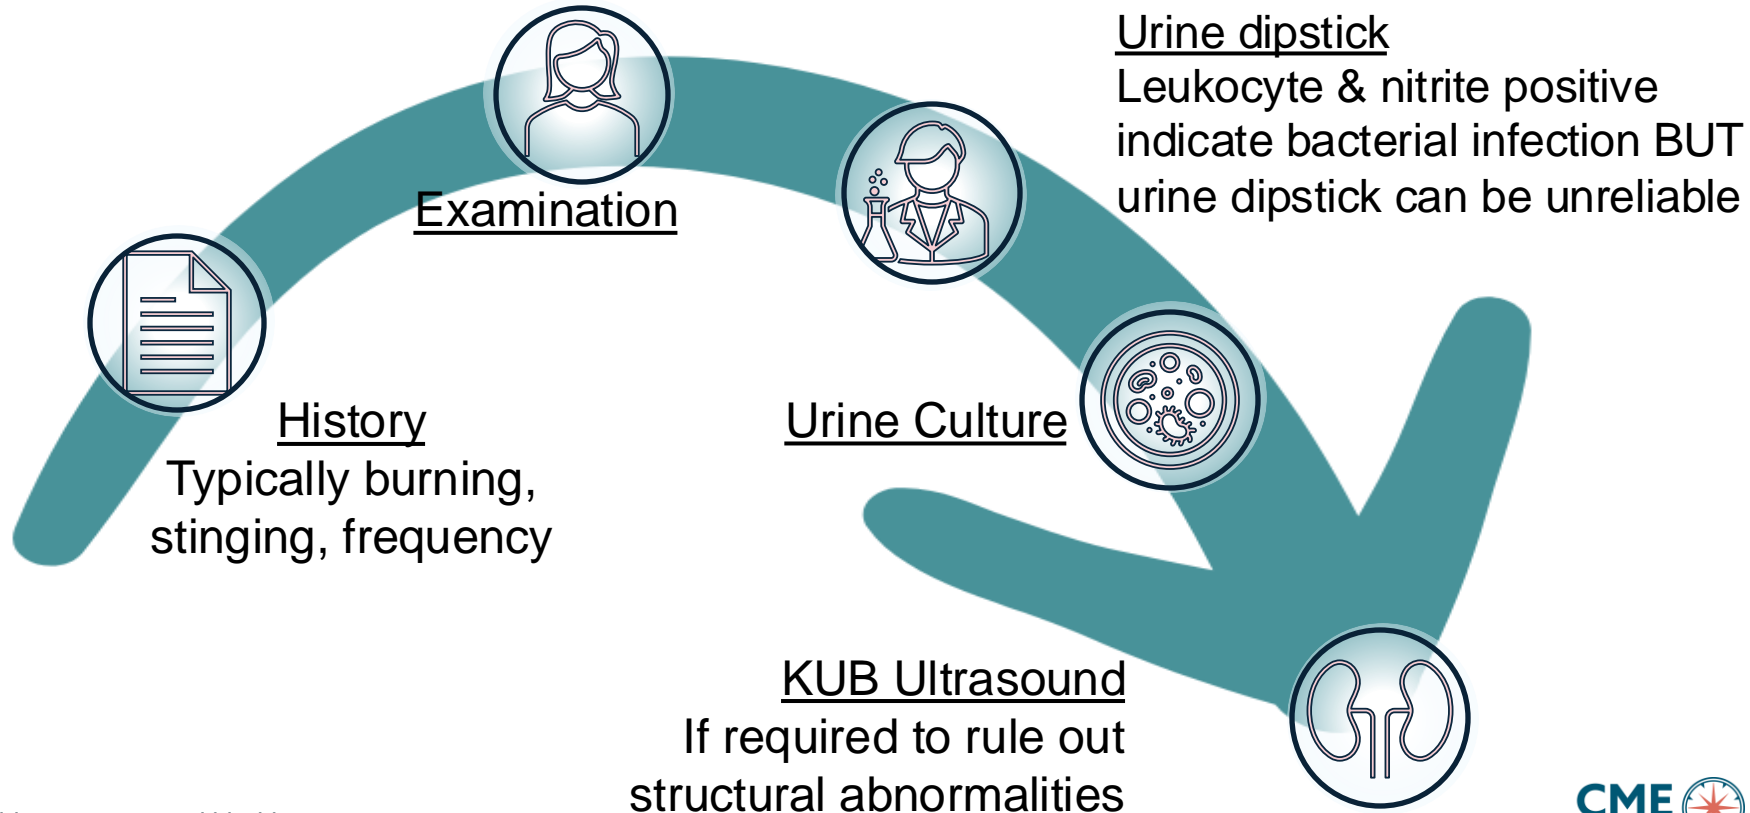 Urine dipstick
Leukocyte & nitrite positive
indicate bacterial infection BUT
urine dipstick can be unreliable
Examination
History
Typically burning,
stinging, frequency
Urine Culture
KUB Ultrasound
If required to rule out
structural abnormalities
CME